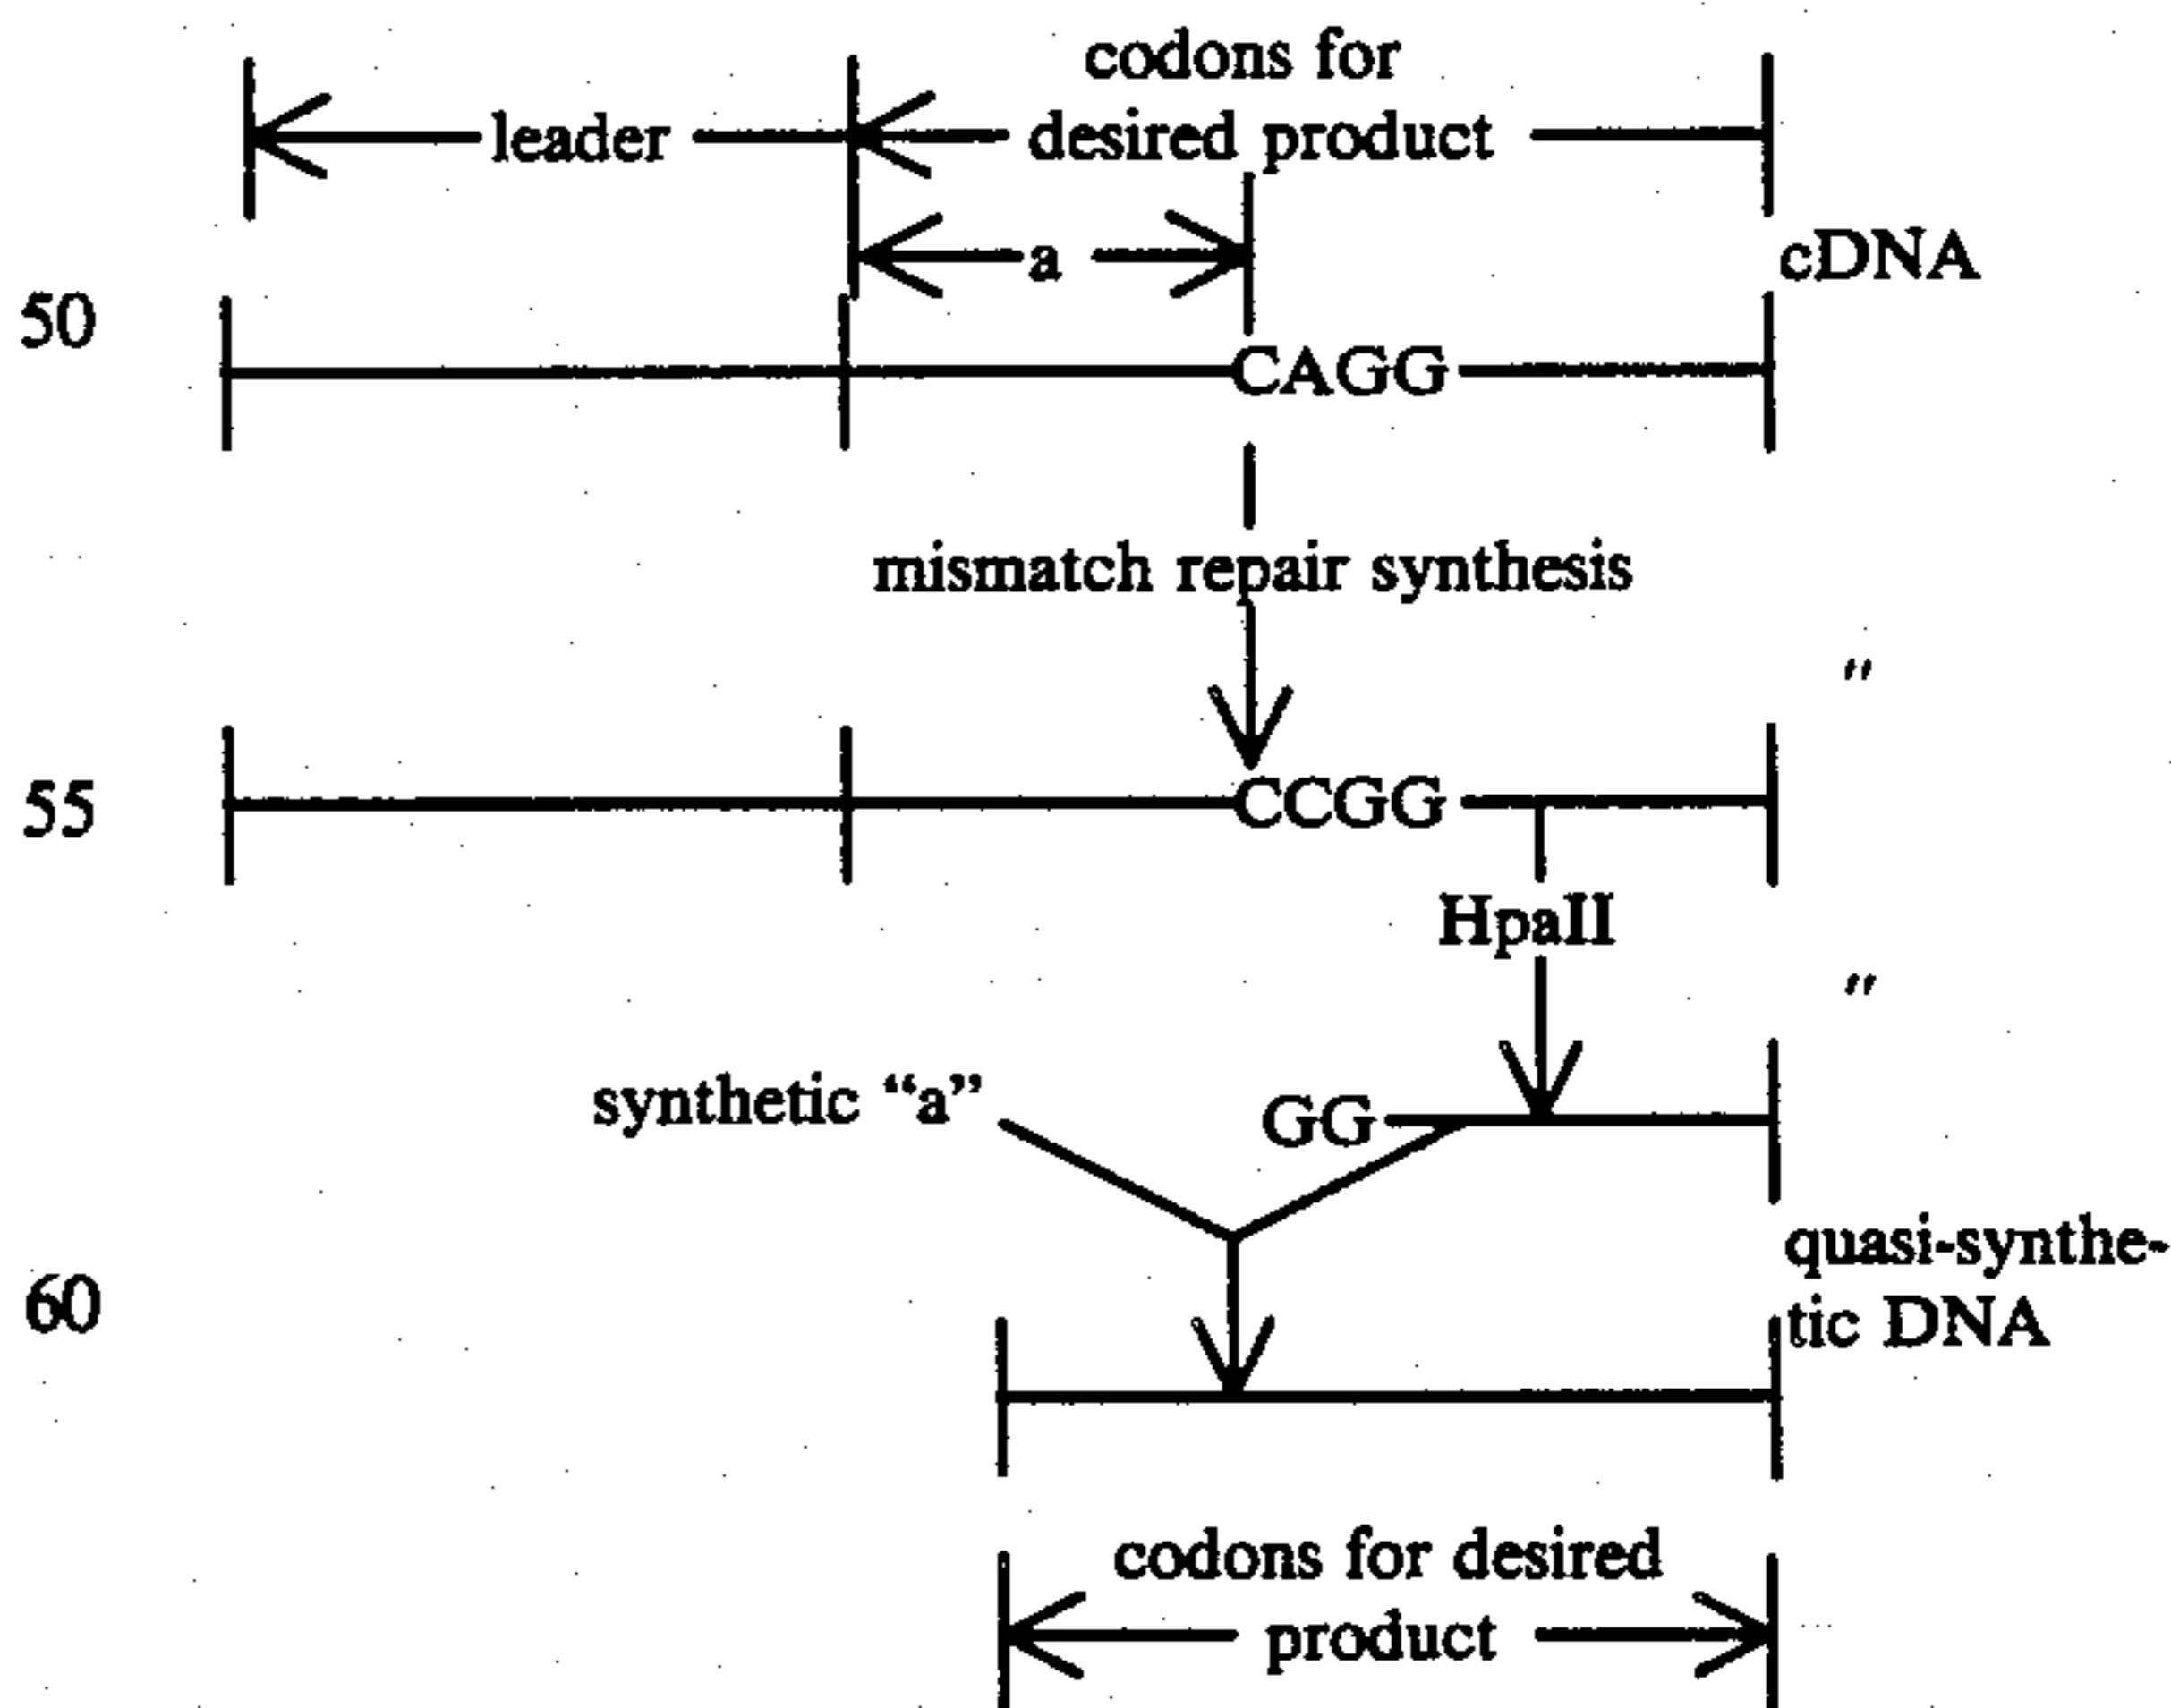 codons for
leader desired product
a cDNA
50
CAGG
mismatch repair synthesis
"
55 CCGG
HpaII
"
synthetic “a” GG
quasi-synthe-
60
tic DNA
codons for desired
product